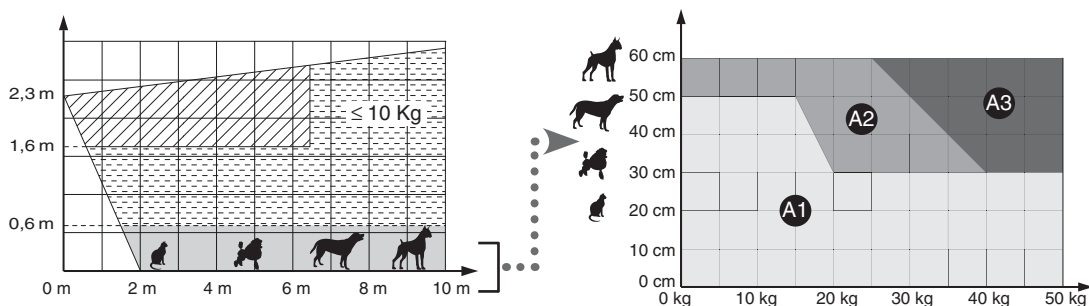 2,3 m
1,6 m
0,6 m
≤ 10 Kg
0 m 2 m 4 m 6 m 8 m 10 m
60 cm
50 cm
40 cm
30 cm
20 cm
10 cm
0 cm
A1
A2
A3
0 kg 10 kg 20 kg 30 kg 40 kg 50 kg